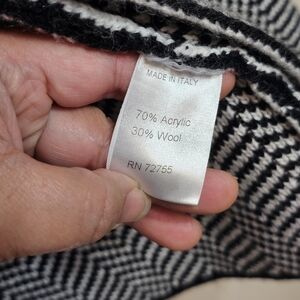 MADE IN ITALY
70% Acrylic
30% Wool
RN 72755